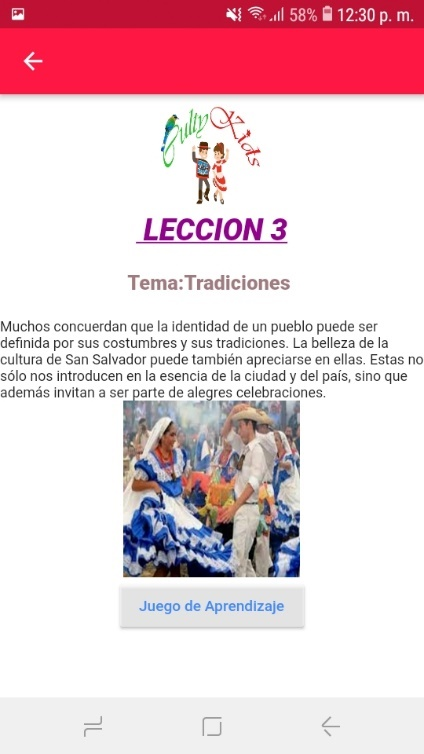 58% 12:30 p. m.
Culty Kids
LECCION 3
Tema:Tradiciones
Muchos concuerdan que la identidad de un pueblo puede ser
definida por sus costumbres y sus tradiciones. La belleza de la
cultura de San Salvador puede también apreciarse en ellas. Estas no
sólo nos introducen en la esencia de la ciudad y del país, sino que
además invitan a ser parte de alegres celebraciones.
Juego de Aprendizaje